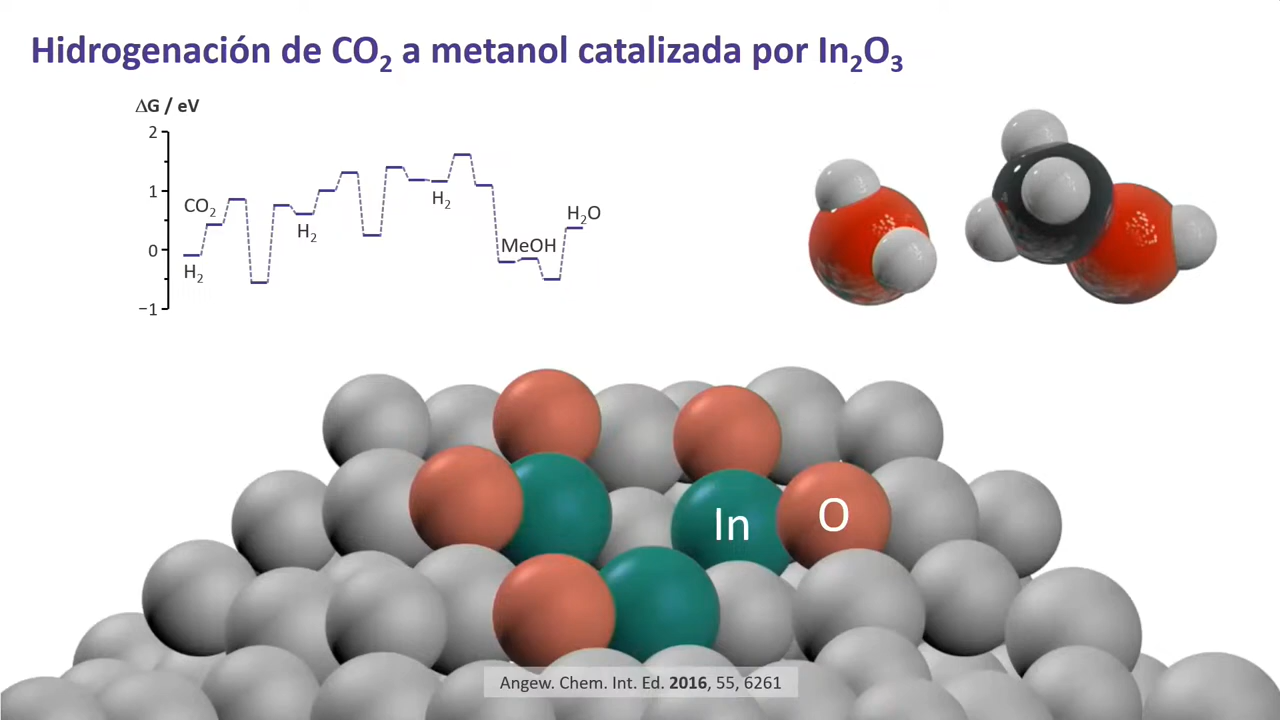 Hidrogenación de CO₂ a metanol catalizada por In₂O₃
ΔG / eV
2
1
0
−1
CO₂
H₂
H₂
H₂
MeOH
H₂O
In
O
Angew. Chem. Int. Ed. 2016, 55, 6261